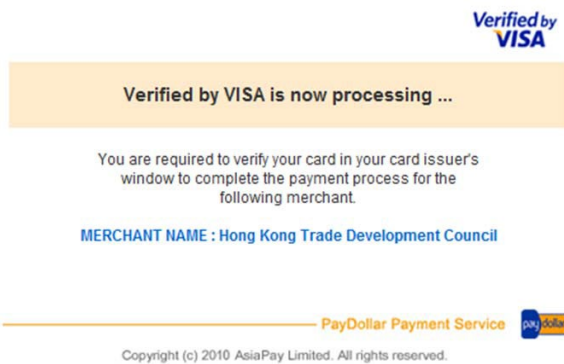 Verified by
VISA
Verified by VISA is now processing ...
You are required to verify your card in your card issuer's
window to complete the payment process for the
following merchant.
MERCHANT NAME : Hong Kong Trade Development Council
PayDollar Payment Service
pay dollar
Copyright (c) 2010 AsiaPay Limited. All rights reserved.